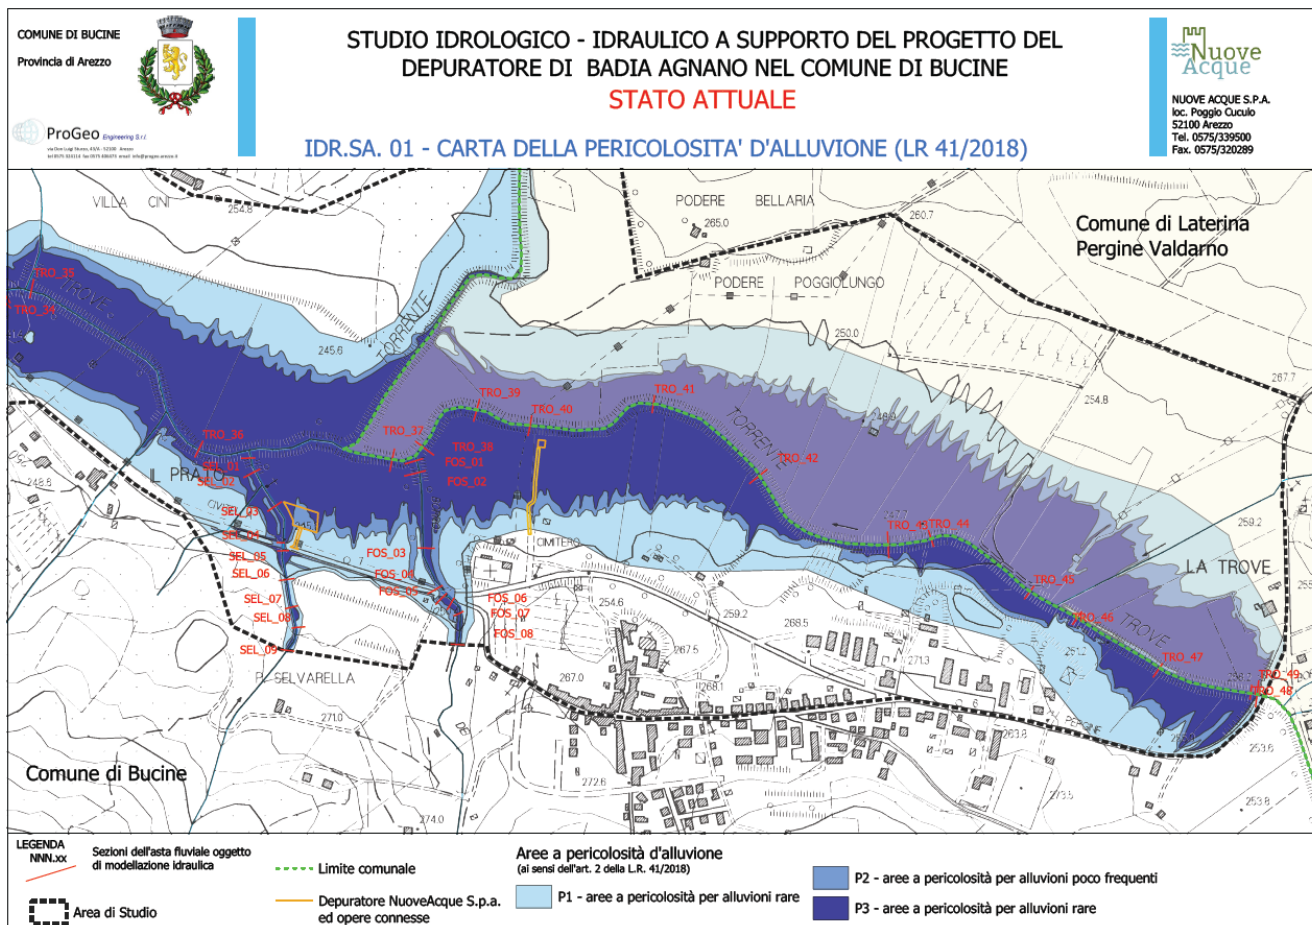 COMUNE DI BUCINE
Provincia di Arezzo
ProGeo Engineering S.r.l.
STUDIO IDROLOGICO - IDRAULICO A SUPPORTO DEL PROGETTO DEL
DEPURATORE DI BADIA AGNANO NEL COMUNE DI BUCINE
STATO ATTUALE
IDR.SA. 01 - CARTA DELLA PERICOLOSITA' D'ALLUVIONE (LR 41/2018)
Nuove
Acque
NUOVE ACQUE S.P.A.
loc. Poggio Cuculo
52100 Arezzo
Tel. 0575/339500
Fax. 0575/320289
VILLA CINI
254.8
PODERE BELLARIA
265.0
260.7
Comune di Laterina
Pergine Valdarno
TRO_35
TROVE
TRO_34
TORRENTE
245.6
PODERE POGGIOLUNGO
250.0
267.7
254.8
TRO_39
TRO_40
TRO_41
TORRENTE
TRO_36
TRO_37
TRO_38
TRO_42
IL PRATO
SEL_01
SEL_02
FOS_01
FOS_02
248.6
SEL_03
TRO_43
TRO_44
259.2
SEL_05
FOS_03
CIMITERO
LA TROVE
SEL_06
FOS_05
TRO_45
SEL_07
FOS_06
254.6
259.2
SEL_08
FOS_07
268.5
TRO_46
TROVE
FOS_08
SEL_09
267.5
271.3
TRO_47
P. SELVARELLA
267.0
268.1
TRO_49
TRO_48
271.0
PERGINE
263.8
253.6
Comune di Bucine
272.6
273.5
253.8
274.0
LEGENDA
NNN.xx
Sezioni dell'asta fluviale oggetto
di modellazione idraulica
Area di Studio
Limite comunale
Depuratore NuoveAcque S.p.a.
ed opere connesse
Aree a pericolosità d'alluvione
(ai sensi dell'art. 2 della L.R. 41/2018)
P1 - aree a pericolosità per alluvioni rare
P2 - aree a pericolosità per alluvioni poco frequenti
P3 - aree a pericolosità per alluvioni rare